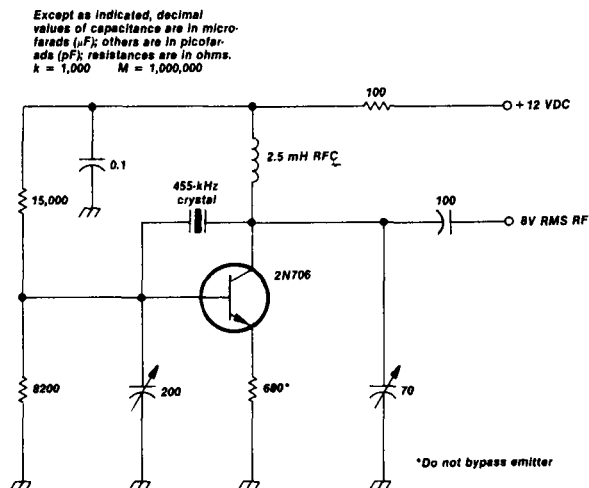 Except as indicated, decimal
values of capacitance are in micro-
farads (μF); others are in picofar-
ads (pF); resistances are in ohms.
k = 1,000 M = 1,000,000
100
+ 12 VDC
2.5 mH RFC
0.1
455-kHz
crystal
15,000
100
8V RMS RF
2N706
8200
200
680*
70
*Do not bypass emitter